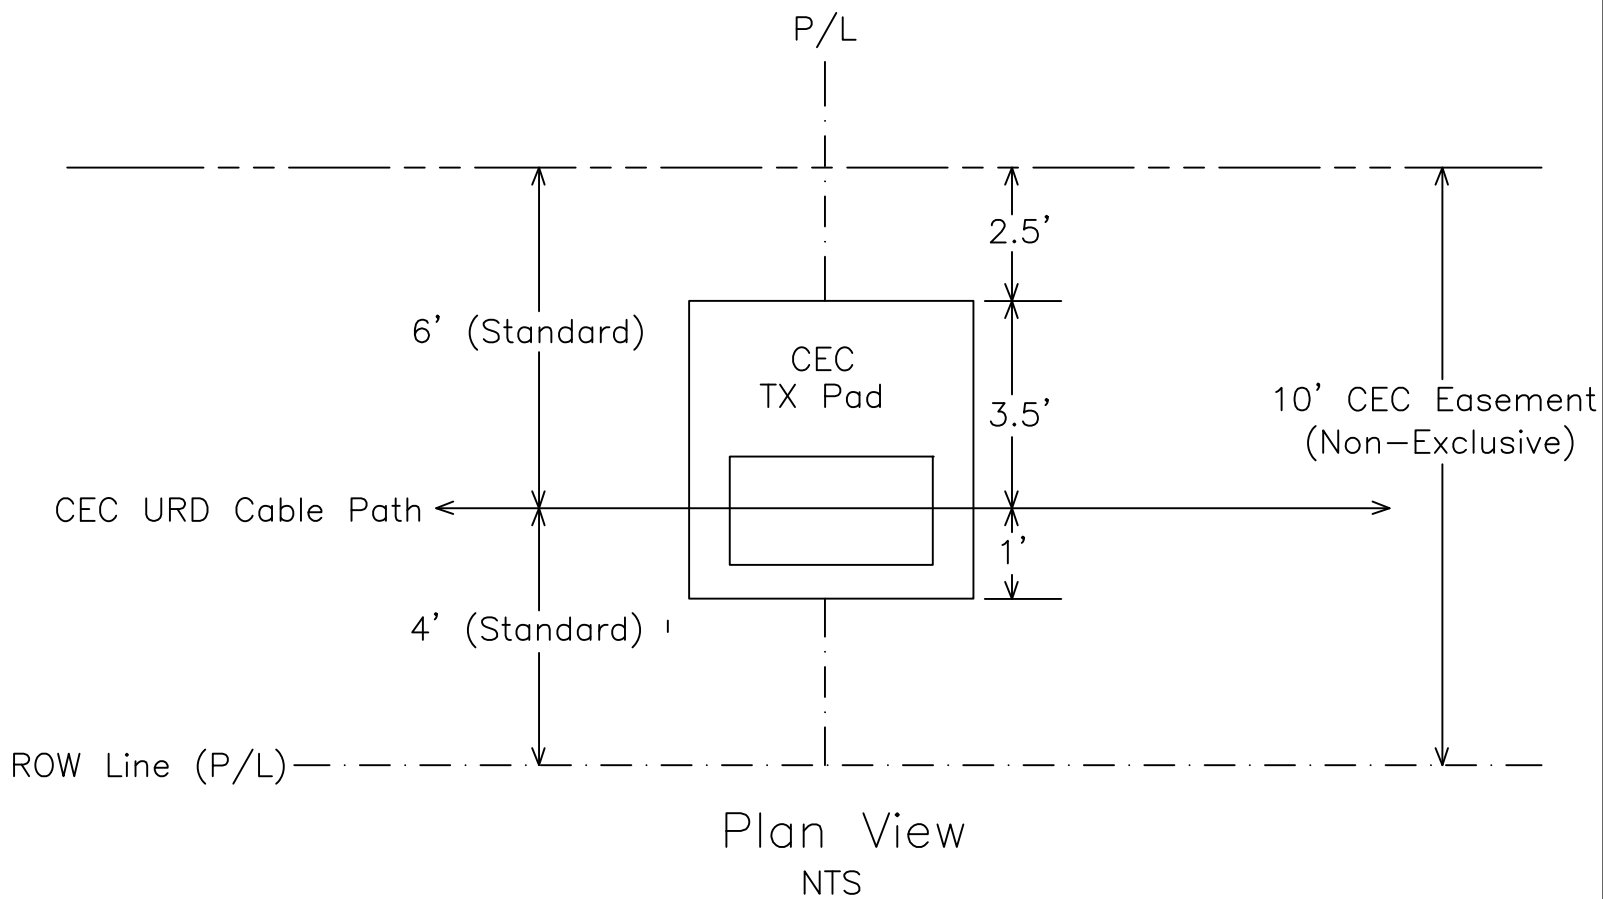 P/L
2.5'
6' (Standard)
CEC
TX Pad
3.5'
10' CEC Easement
(Non-Exclusive)
CEC URD Cable Path
1'
4' (Standard)
ROW Line (P/L)
Plan View
NTS